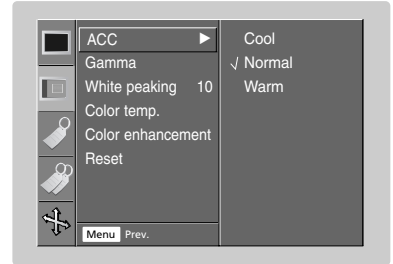 ACC ▶
Gamma
White peaking 10
Color temp.
Color enhancement
Reset
Menu Prev.
Cool
√ Normal
Warm